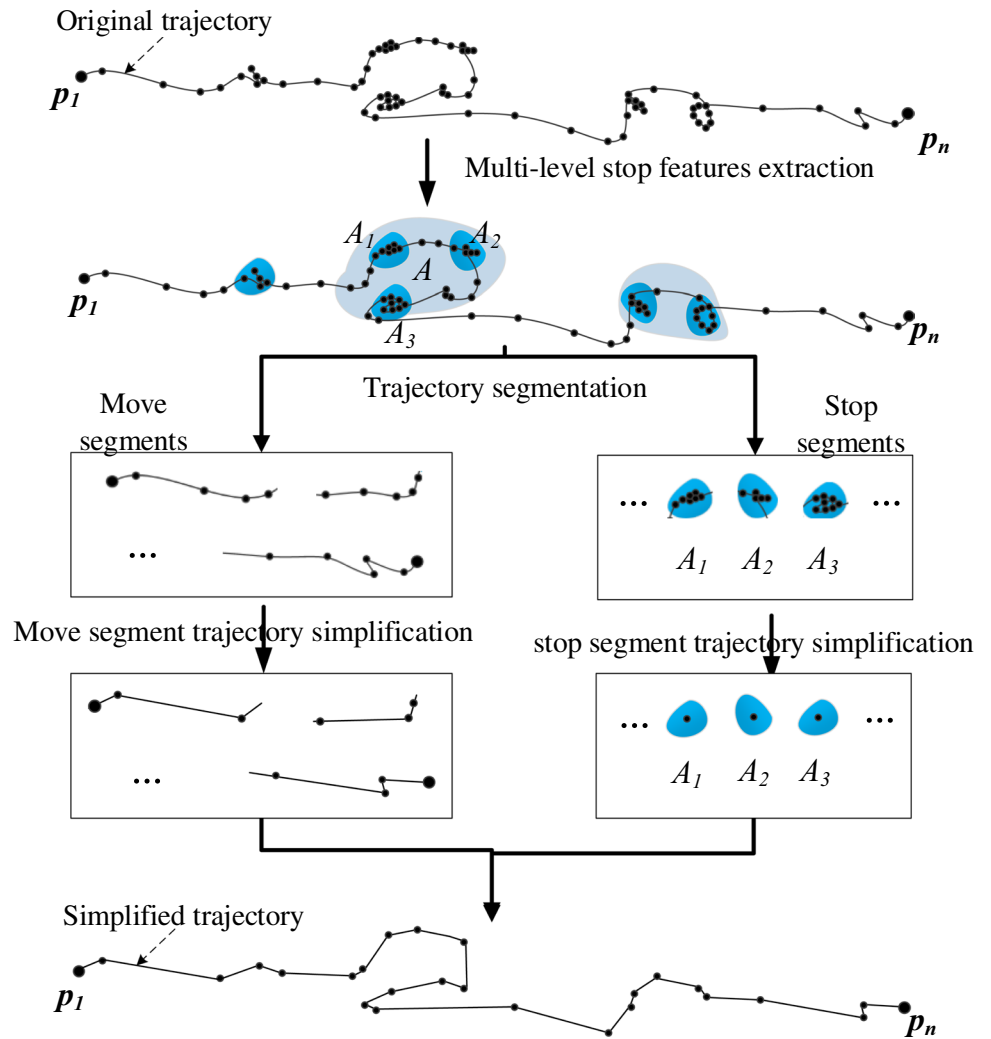 Original trajectory
p1
pn
Multi-level stop features extraction
A1
A2
A
p1
A3
pn
Trajectory segmentation
Move
segments
Stop
segments
... ...
...
A1 A2 A3
Move segment trajectory simplification
stop segment trajectory simplification
... ...
...
A1 A2 A3
Simplified trajectory
p1
pn